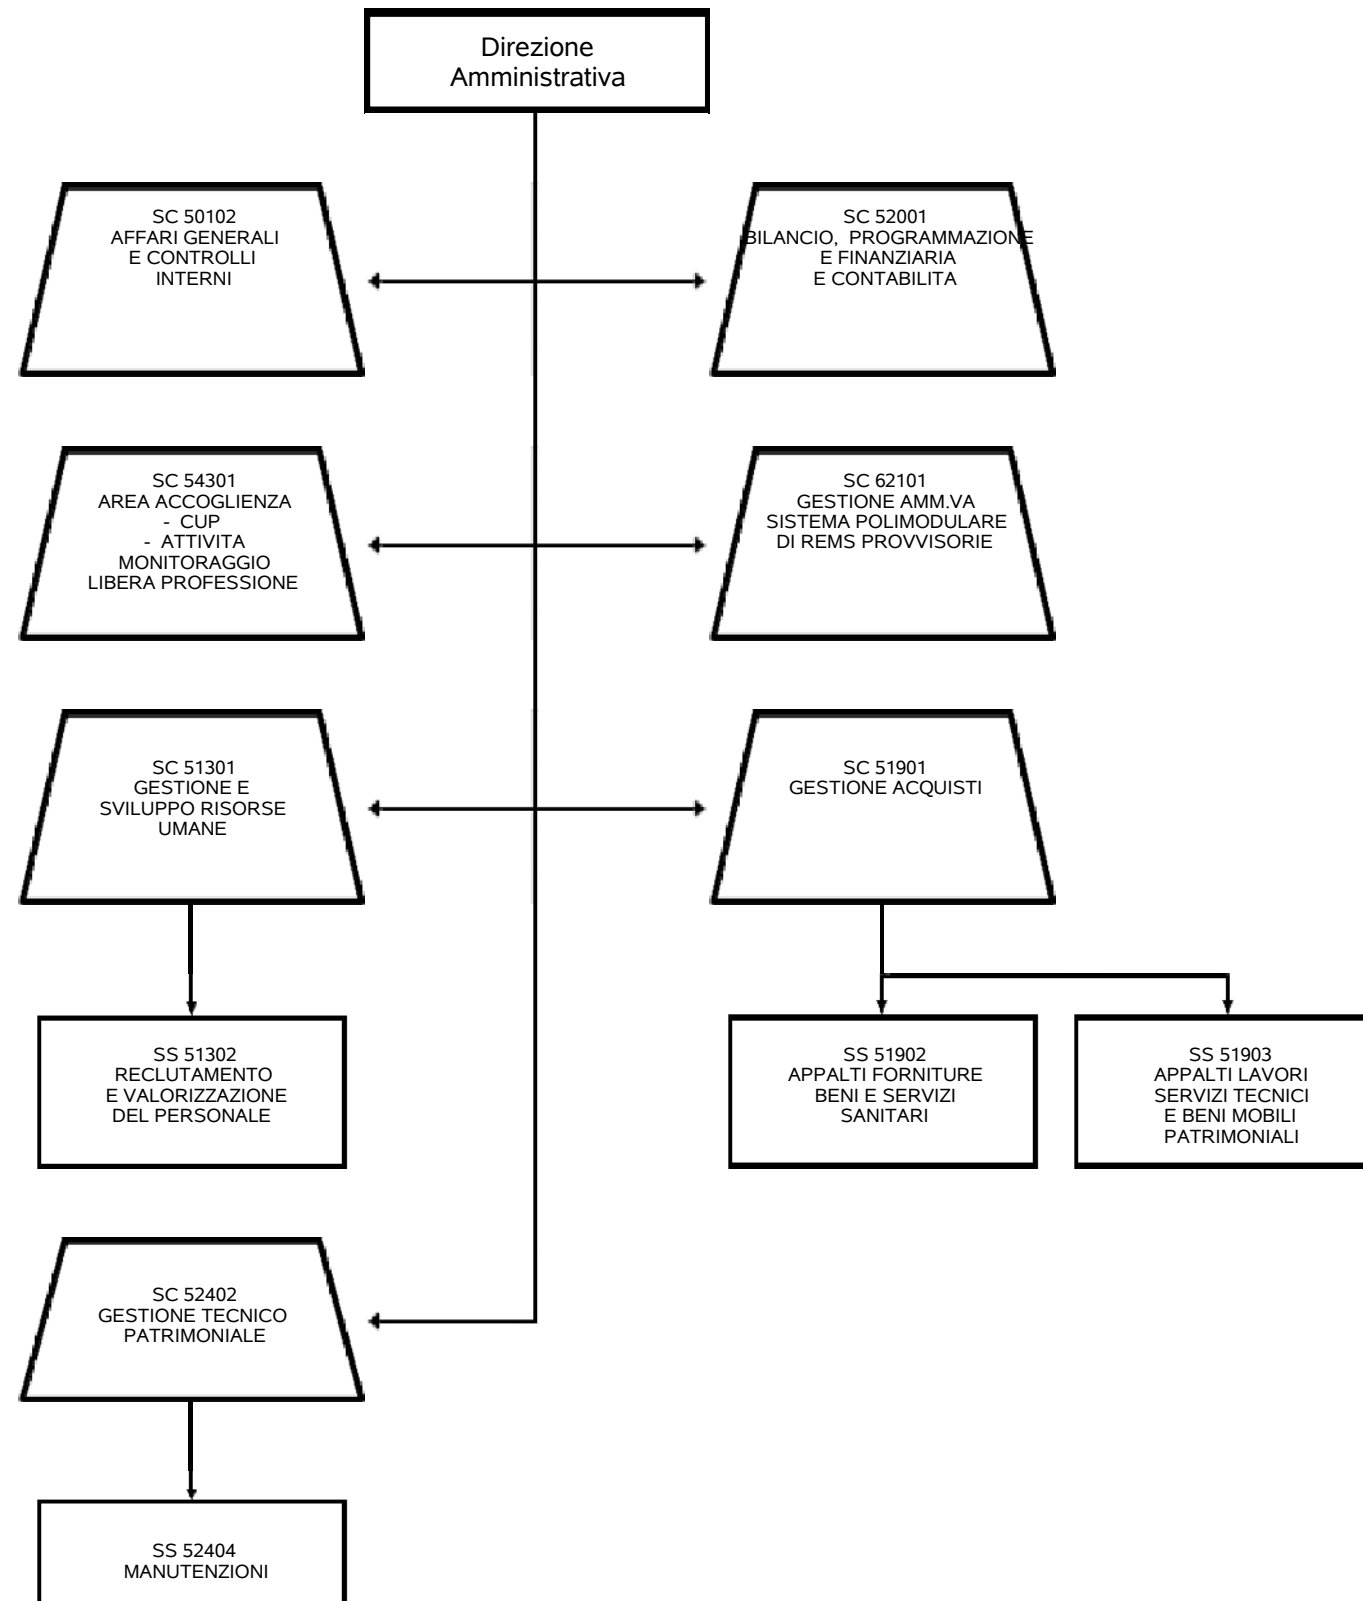 Direzione
Amministrativa
SC 50102
AFFARI GENERALI
E CONTROLLI
INTERNI
SC 52001
BILANCIO, PROGRAMMAZIONE
E FINANZIARIA
E CONTABILITA
SC 54301
AREA ACCOGLIENZA
- CUP
- ATTIVITA
MONITORAGGIO
LIBERA PROFESSIONE
SC 62101
GESTIONE AMM.VA
SISTEMA POLIMODULARE
DI REMS PROVVISORIE
SC 51301
GESTIONE E
SVILUPPO RISORSE
UMANE
SC 51901
GESTIONE ACQUISTI
SS 51302
RECLUTAMENTO
E VALORIZZAZIONE
DEL PERSONALE
SS 51902
APPALTI FORNITURE
BENI E SERVIZI
SANITARI
SS 51903
APPALTI LAVORI
SERVIZI TECNICI
E BENI MOBILI
PATRIMONIALI
SC 52402
GESTIONE TECNICO
PATRIMONIALE
SS 52404
MANUTENZIONI